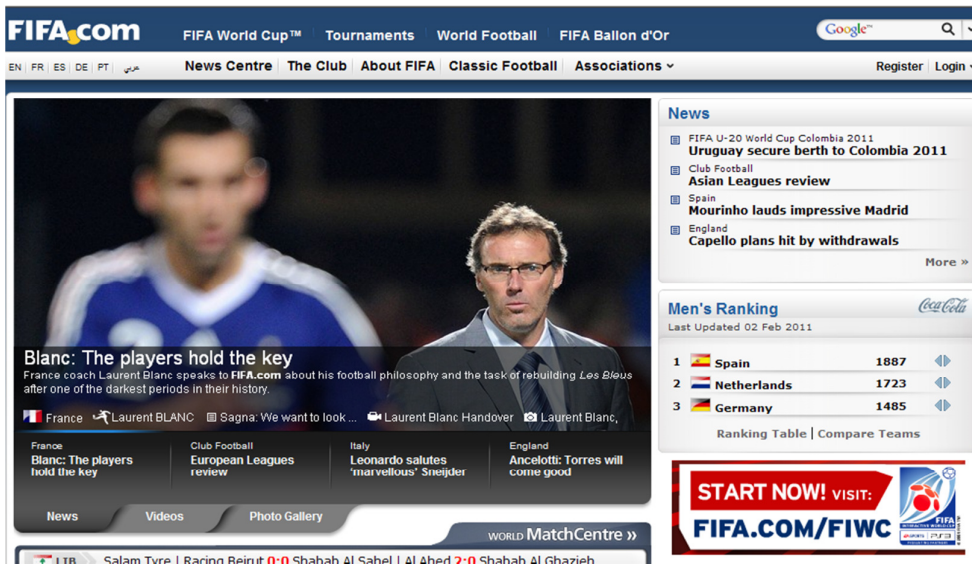 FIFA.com
FIFA World Cup™ Tournaments World Football FIFA Ballon d'Or
Google™
EN FR ES DE PT عربي
News Centre The Club About FIFA Classic Football Associations
Register Login
Blanc: The players hold the key
France coach Laurent Blanc speaks to FIFA.com about his football philosophy and the task of rebuilding Les Bleus
after one of the darkest periods in their history.
France Laurent BLANC Sagna: We want to look ... Laurent Blanc Handover Laurent Blanc,
France
Blanc: The players
hold the key
Club Football
European Leagues
review
Italy
Leonardo salutes
'marvellous' Sneijder
England
Ancelotti: Torres will
come good
News Videos Photo Gallery
WORLD MatchCentre »
LIB Salam Tyre | Racing Beirut 0:0 Shabab Al Sahel | Al Ahed 2:0 Shabab Al Ghazieh
News
FIFA U-20 World Cup Colombia 2011
Uruguay secure berth to Colombia 2011
Club Football
Asian Leagues review
Spain
Mourinho lauds impressive Madrid
England
Capello plans hit by withdrawals
More »
Men's Ranking
Coca-Cola
Last Updated 02 Feb 2011
1 Spain 1887
2 Netherlands 1723
3 Germany 1485
Ranking Table | Compare Teams
START NOW! VISIT:
FIFA.COM/FIWC
FIFA
INTERACTIVE WORLD CUP
EA SPORTS PS3